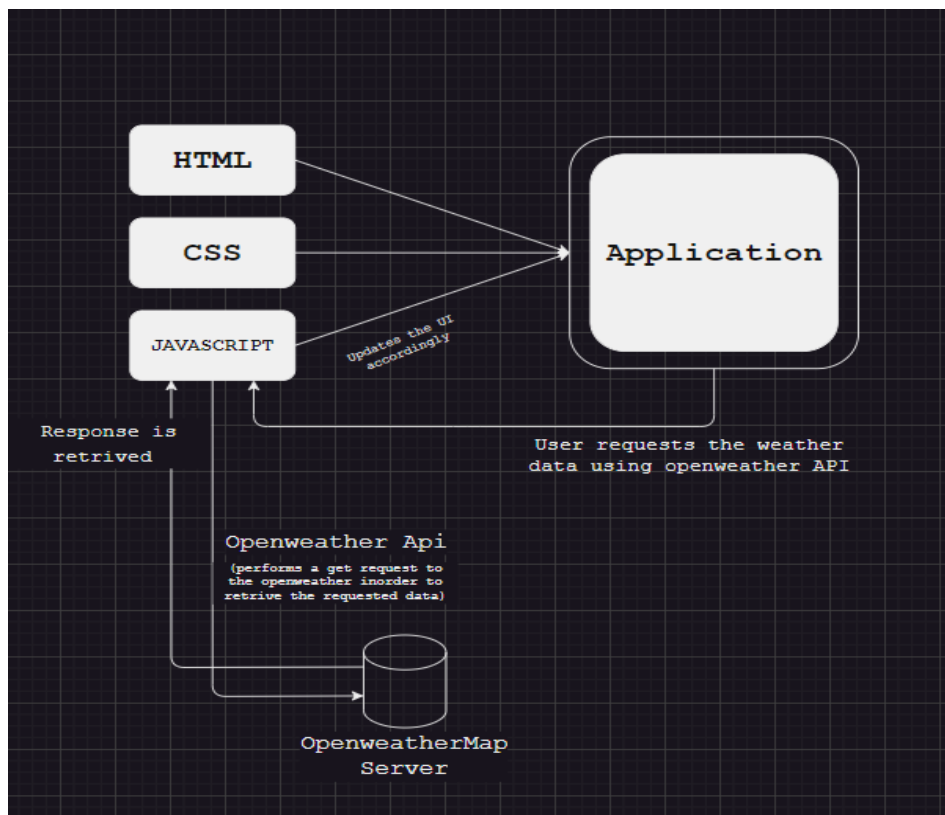 HTML
CSS
Application
JAVASCRIPT
Updates the UI
accordingly
Response is
retrived
User requests the weather
data using openweather API
Openweather Api
(performs a get request to
the openweather inorder to
retrive the requested data)
OpenweatherMap
Server